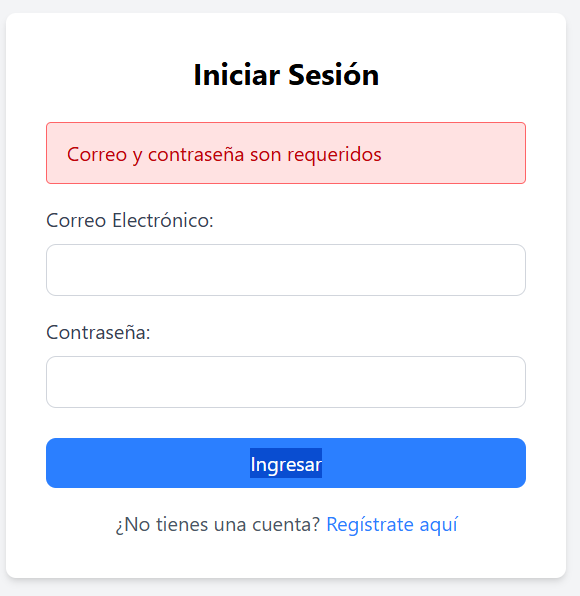 Iniciar Sesión
Correo y contraseña son requeridos
Correo Electrónico:
Contraseña:
Ingresar
¿No tienes una cuenta? Regístrate aquí